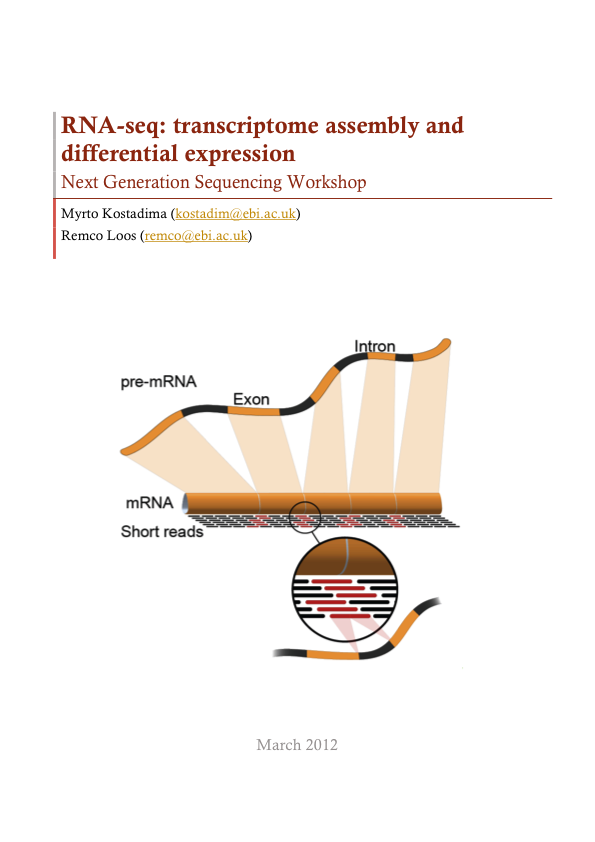 RNA-seq: transcriptome assembly and
differential expression
Next Generation Sequencing Workshop
Myrto Kostadima (kostadim@ebi.ac.uk)
Remco Loos (remco@ebi.ac.uk)
Intron
pre-mRNA
Exon
mRNA
Short reads
March 2012